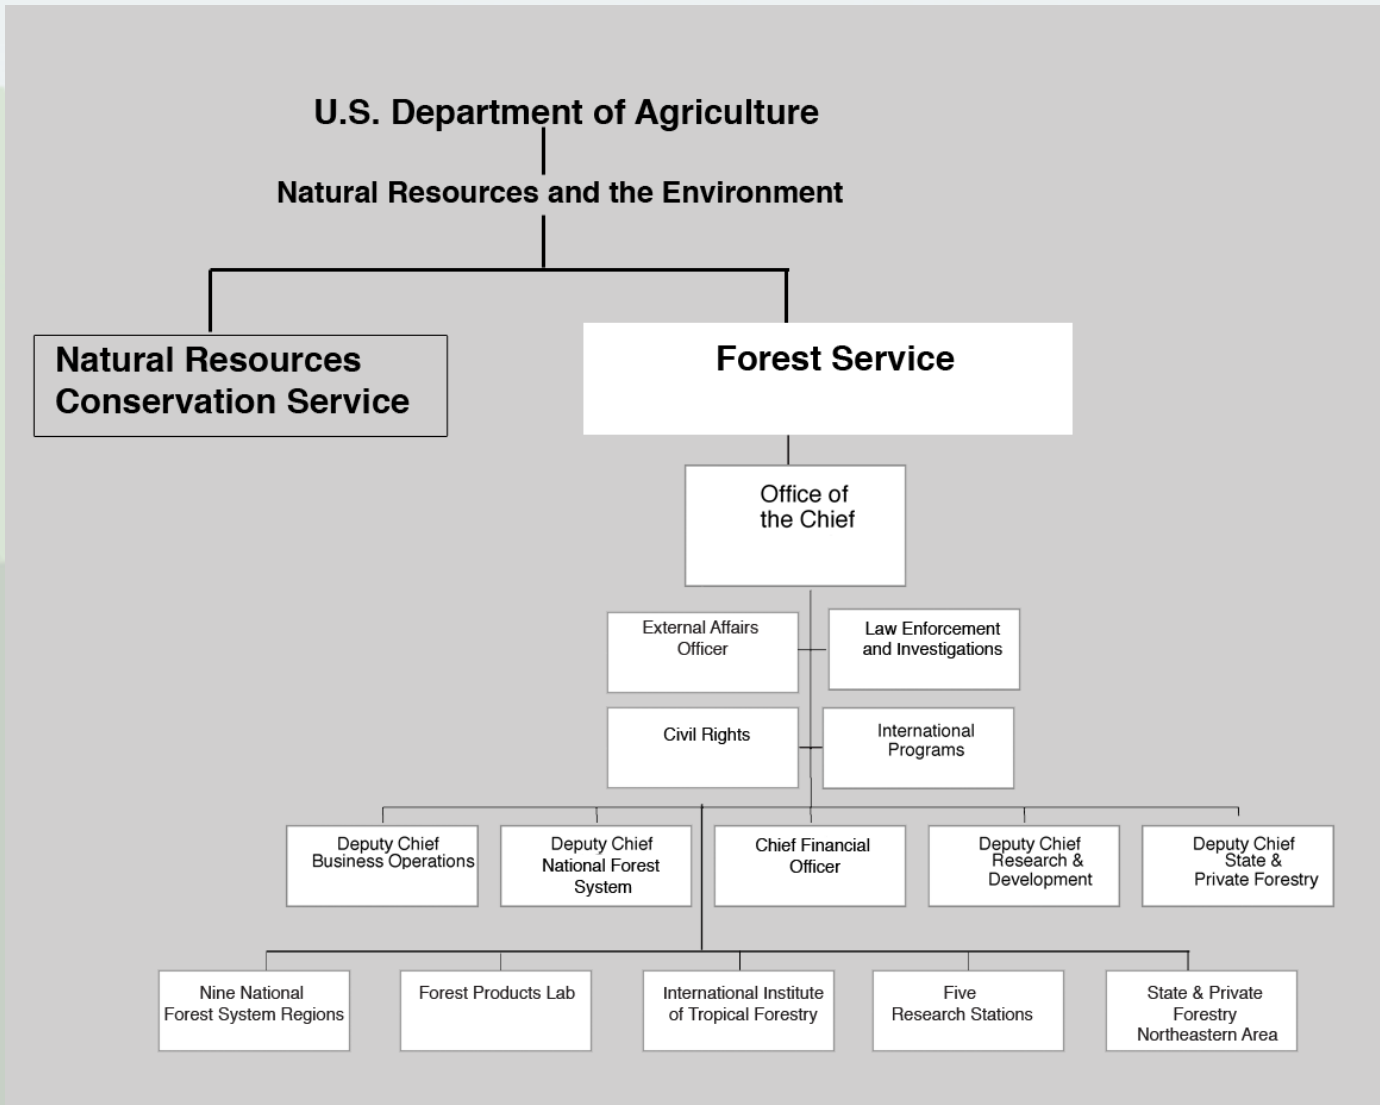 U.S. Department of Agriculture
Natural Resources and the Environment
Natural Resources
Conservation Service
Forest Service
Office of
the Chief
External Affairs
Officer
Law Enforcement
and Investigations
Civil Rights
International
Programs
Deputy Chief
Business Operations
Deputy Chief
National Forest
System
Chief Financial
Officer
Deputy Chief
Research &
Development
Deputy Chief
State &
Private Forestry
Nine National
Forest System Regions
Forest Products Lab
International Institute
of Tropical Forestry
Five
Research Stations
State & Private
Forestry
Northeastern Area